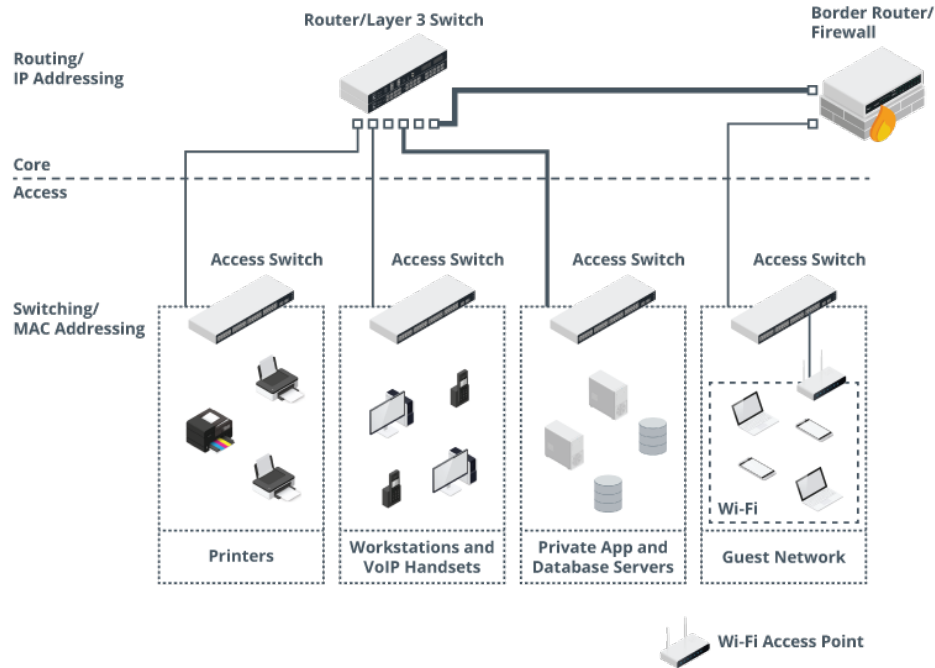 Router/Layer 3 Switch
Border Router/
Firewall
Routing/
IP Addressing
Core
Access
Access Switch
Access Switch
Access Switch
Access Switch
Switching/
MAC Addressing
Wi-Fi
Printers
Workstations and
VoIP Handsets
Private App and
Database Servers
Guest Network
Wi-Fi Access Point